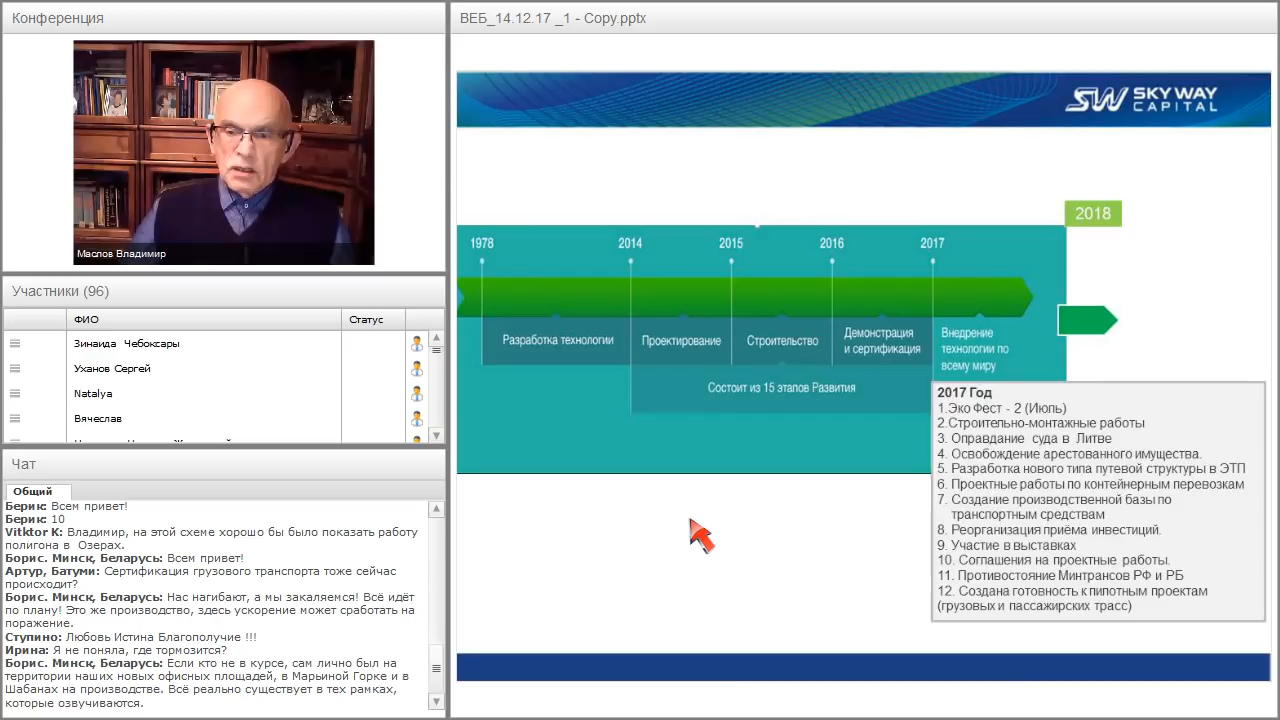 Конференция
Маслов Владимир
Участники (96)
ФИО
Статус
Зинаида Чебоксары
Уханов Сергей
Natalya
Вячеслав
Чат
Общий
Берик: Всем привет!
Берик: 10
Vitktor K: Владимир, на этой схеме хорошо бы было показать работу
полигона в Озерах.
Борис. Минск, Беларусь: Всем привет!
Артур, Батуми: Сертификация грузового транспорта тоже сейчас
происходит?
Борис. Минск, Беларусь: Нас нагибают, а мы закаляемся! Всё идёт
по плану! Это же производство, здесь ускорение может сработать на
поражение.
Ступино: Любовь Истина Благополучие !!!
Ирина: Я не поняла, где тормозится?
Борис. Минск, Беларусь: Если кто не в курсе, сам лично был на
территории наших новых офисных площадей, в Марьиной Горке и в
Шабанах на производстве. Всё реально существует в тех рамках,
которые озвучиваются.
ВЕБ_14.12.17 _1 - Copy.pptx
SW SKY WAY
CAPITAL
2018
1978
2014
2015
2016
2017
Разработка технологии
Проектирование
Строительство
Демонстрация
и сертификация
Внедрение
технологии по
всему миру
Состоит из 15 этапов Развития
2017 Год
1.Эко Фест - 2 (Июль)
2.Строительно-монтажные работы
3. Оправдание суда в Литве
4. Освобождение арестованного имущества.
5. Разработка нового типа путевой структуры в ЭТП
6. Проектные работы по контейнерным перевозкам
7. Создание производственной базы по
транспортным средствам
8. Реорганизация приёма инвестиций.
9. Участие в выставках
10. Соглашения на проектные работы.
11. Противостояние Минтрансов РФ и РБ
12. Создана готовность к пипотным проектам
(грузовых и пассажирских трасс)